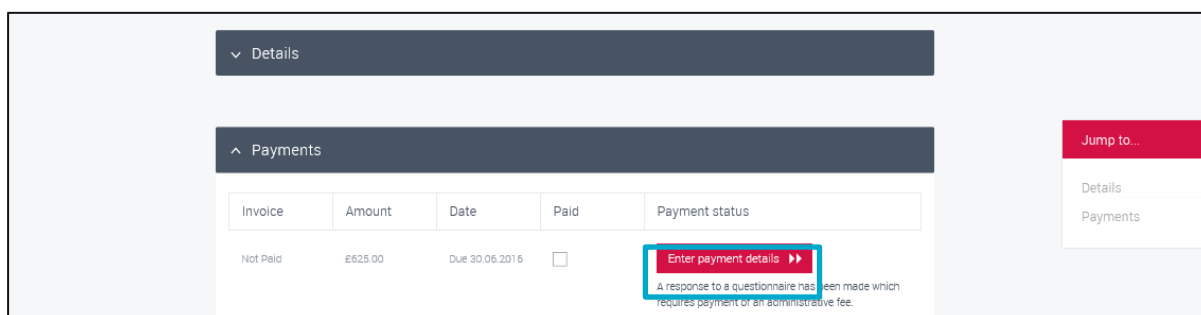 Details
Payments
Jump to...
Details
Payments
Invoice Amount Date Paid Payment status
Not Paid £625.00 Due 30.06.2016 Enter payment details
A response to a questionnaire has been made which
requires payment of an administrative fee.